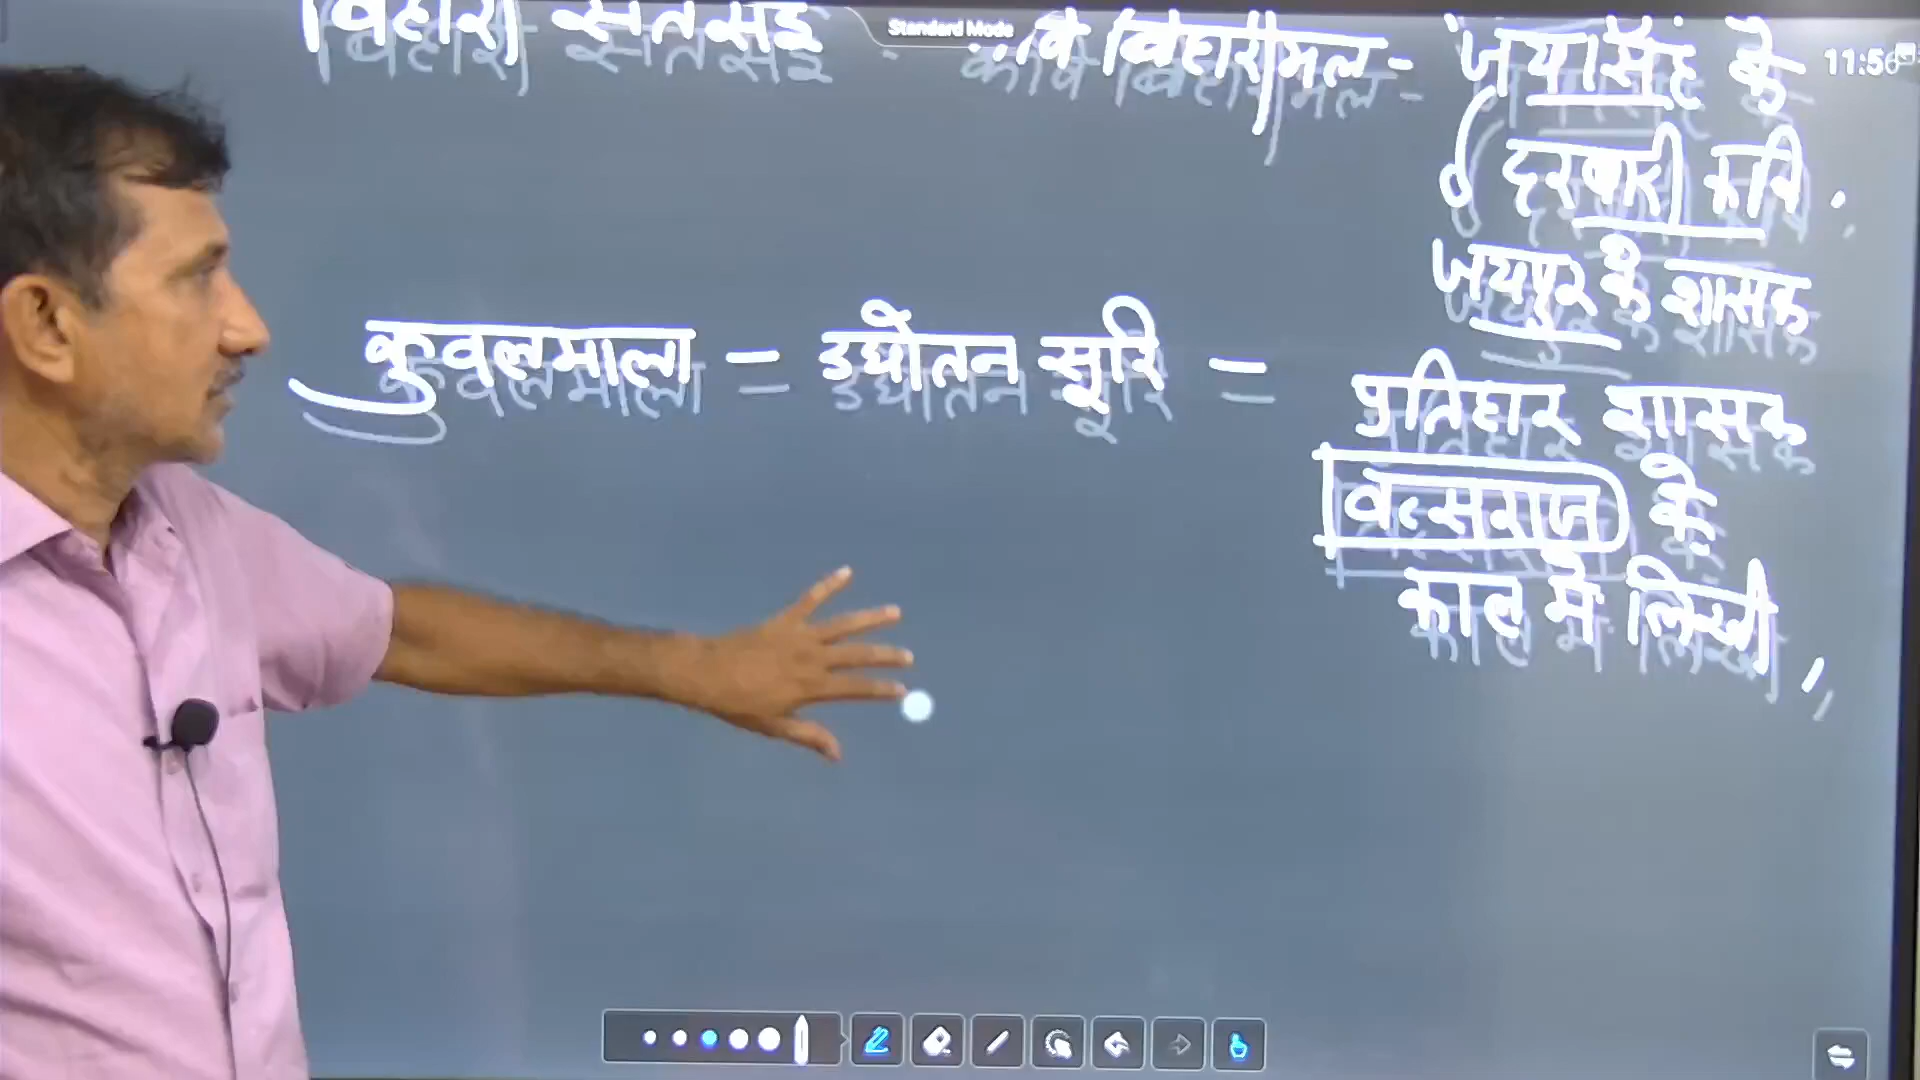 Standard Mode
11:56
बिहारी सतसई - कवि बिहारीमल - जयसिंह के
दरबारी कवि .
जयपुर के शासक
कुवलमाला = उद्योतन सूरि =
प्रतिहार शासक
वत्सराज के
काल में लिखी ,